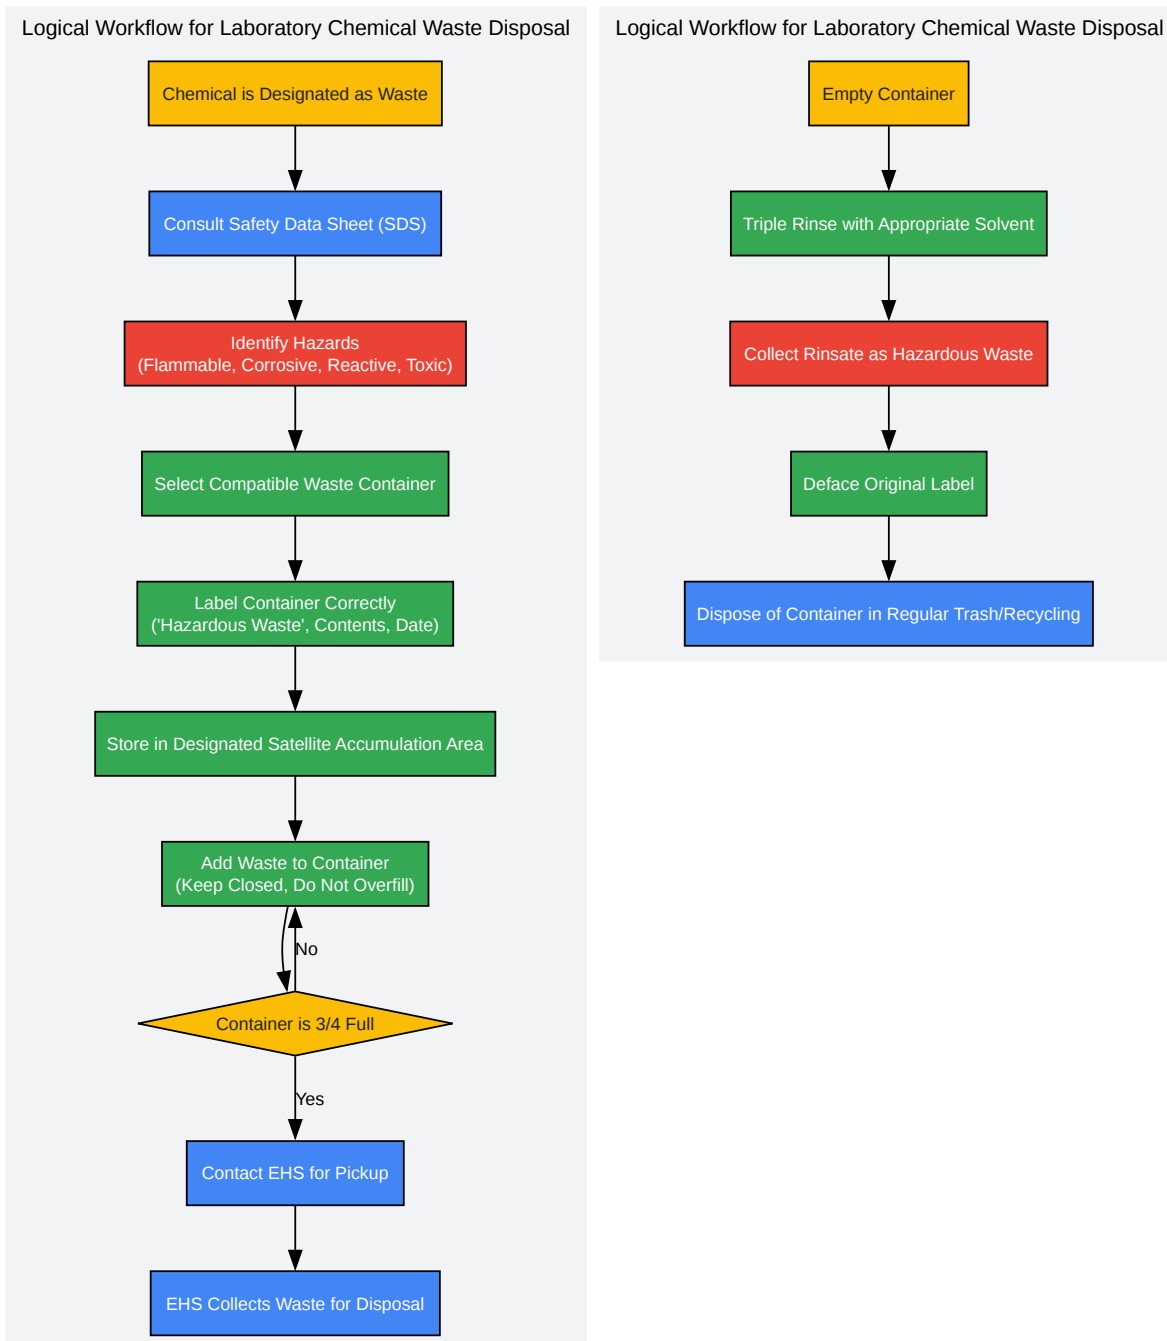 Logical Workflow for Laboratory Chemical Waste Disposal
Chemical is Designated as Waste
Consult Safety Data Sheet (SDS)
Identify Hazards
(Flammable, Corrosive, Reactive, Toxic)
Select Compatible Waste Container
Label Container Correctly
('Hazardous Waste', Contents, Date)
Store in Designated Satellite Accumulation Area
Add Waste to Container
(Keep Closed, Do Not Overfill)
No
Container is 3/4 Full
Yes
Contact EHS for Pickup
EHS Collects Waste for Disposal
Logical Workflow for Laboratory Chemical Waste Disposal
Empty Container
Triple Rinse with Appropriate Solvent
Collect Rinsate as Hazardous Waste
Deface Original Label
Dispose of Container in Regular Trash/Recycling